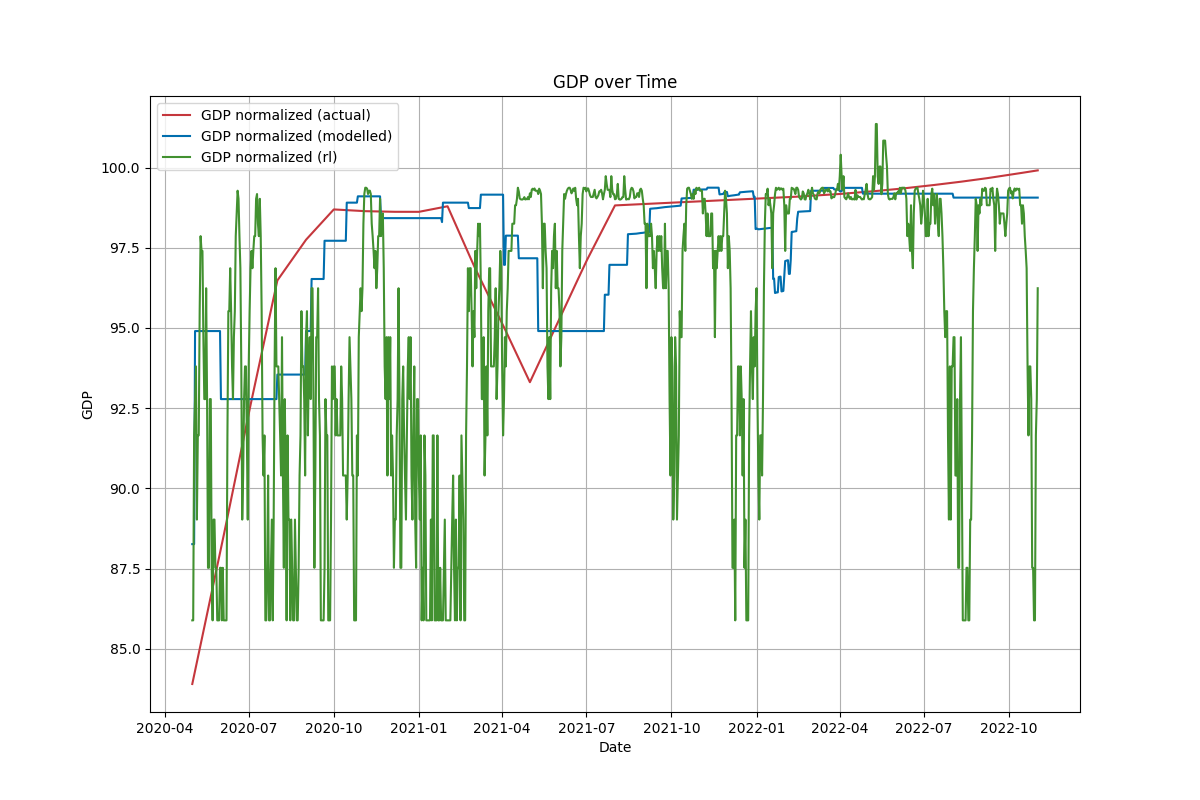 GDP over Time
GDP normalized (actual)
GDP normalized (modelled)
GDP normalized (rl)
100.0
97.5
95.0
92.5
90.0
87.5
85.0
GDP
2020-04 2020-07 2020-10 2021-01 2021-04 2021-07 2021-10 2022-01 2022-04 2022-07 2022-10
Date